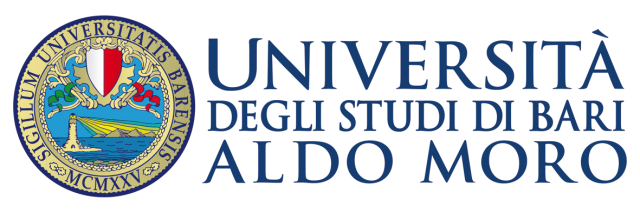 SIGILLUM UNIVERSITATIS BARENSIS
MCMXXV
UNIVERSITÀ
DEGLI STUDI DI BARI
ALDO MORO